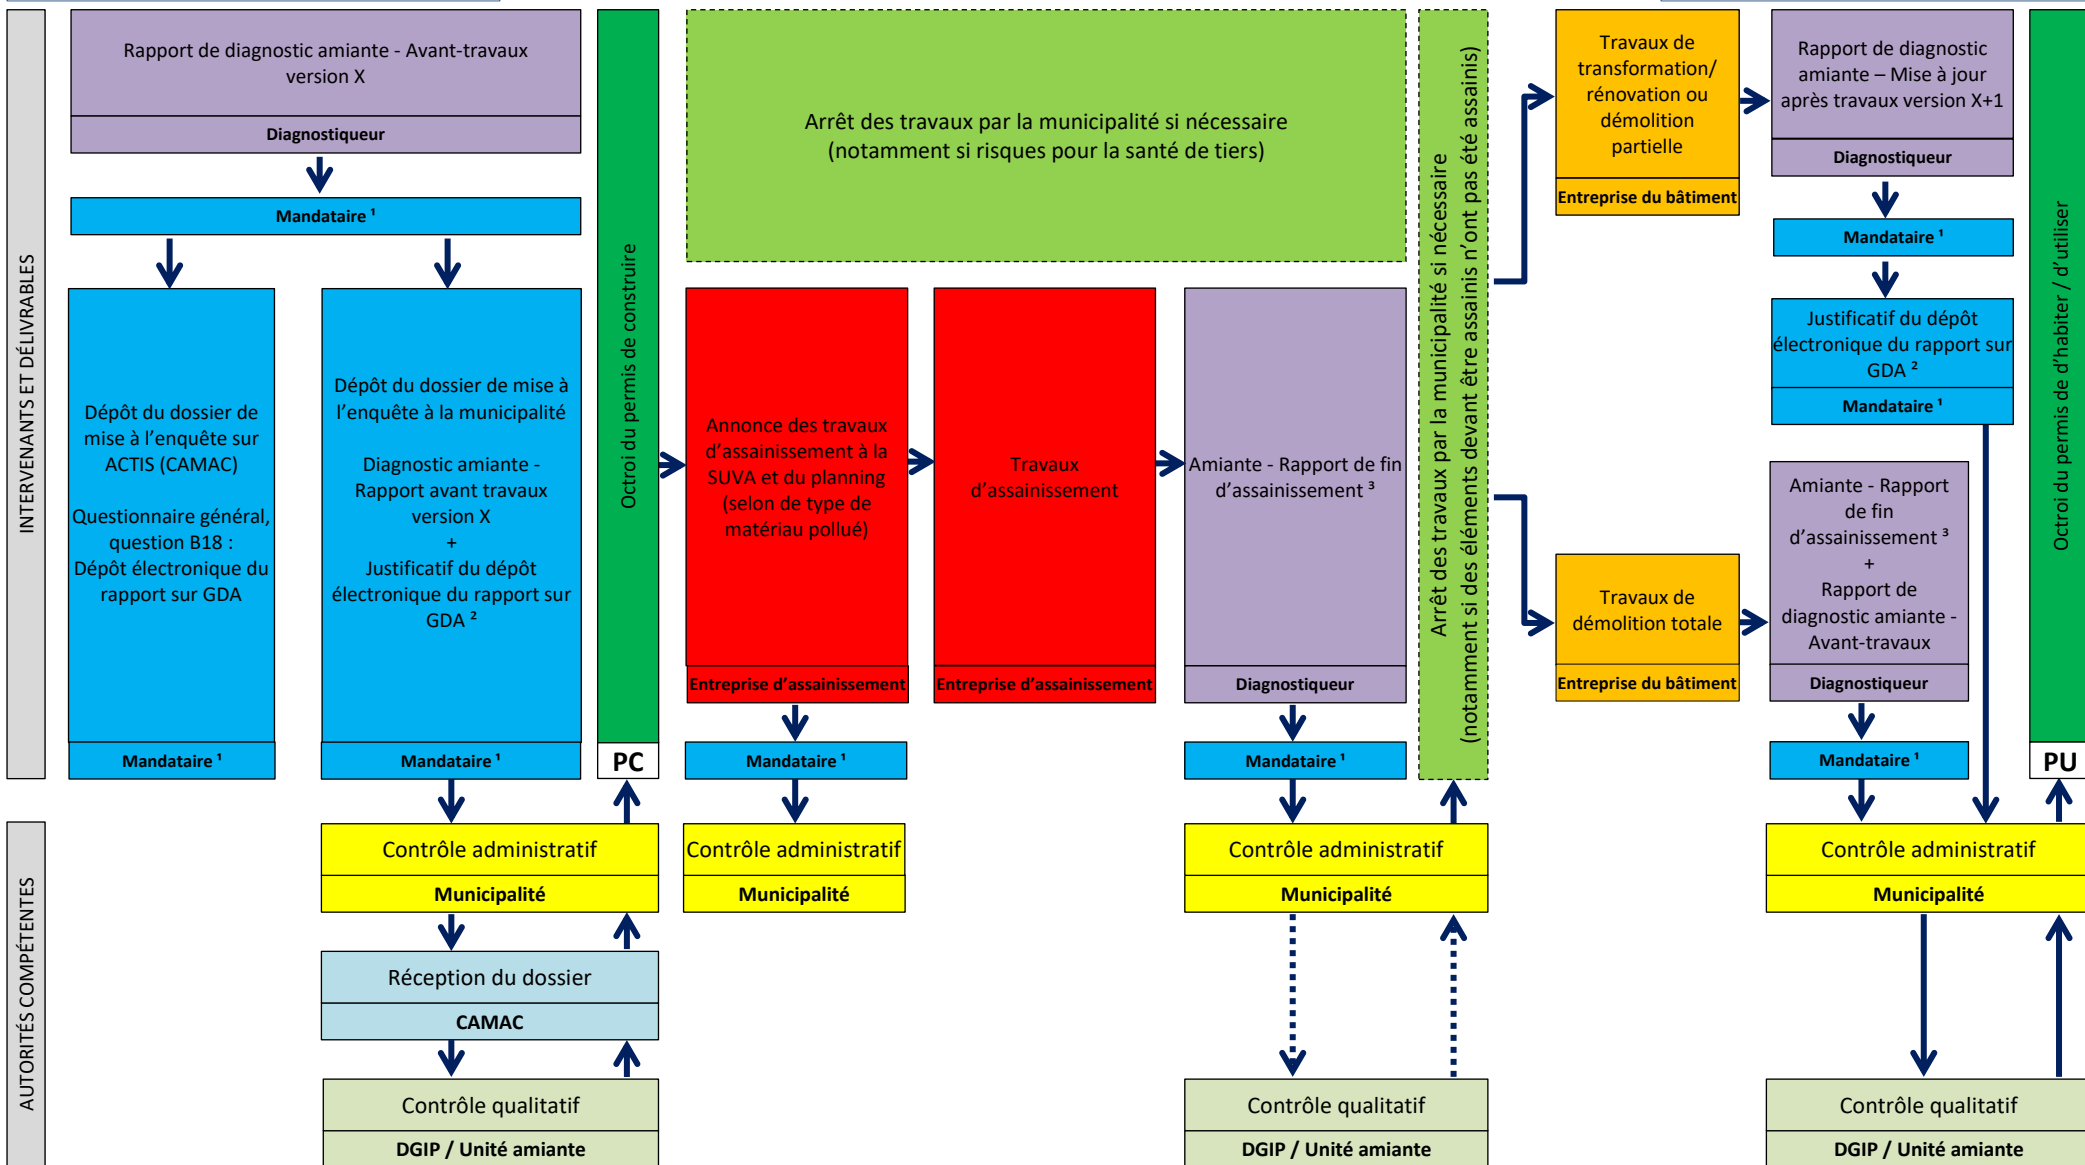 INTERVENANTS ET DÉLIVRABLES
Rapport de diagnostic amiante - Avant-travaux
version X
Diagnostiqueur
Mandataire ¹
Dépôt du dossier de
mise à l'enquête sur
ACTIS (CAMAC)
Questionnaire général,
question B18 :
Dépôt électronique du
rapport sur GDA
Mandataire ¹
Dépôt du dossier de mise à
l'enquête à la municipalité
Diagnostic amiante -
Rapport avant travaux
version X
+
Justificatif du dépôt
électronique du rapport sur
GDA ²
Mandataire ¹
Octroi du permis de construire
PC
Arrêt des travaux par la municipalité si nécessaire
(notamment si risques pour la santé de tiers)
Annonce des travaux
d'assainissement à la
SUVA et du planning
(selon de type de
matériau pollué)
Entreprise d'assainissement
Mandataire ¹
Travaux
d'assainissement
Entreprise d'assainissement
Amiante - Rapport de fin
d'assainissement ³
Diagnostiqueur
Mandataire ¹
Arrêt des travaux par la municipalité si nécessaire
(notamment si des éléments devant être assainis n'ont pas été assainis)
Travaux de
transformation/
rénovation ou
démolition
partielle
Entreprise du bâtiment
Rapport de diagnostic
amiante – Mise à jour
après travaux version X+1
Diagnostiqueur
Mandataire ¹
Justificatif du dépôt
électronique du rapport sur
GDA ²
Mandataire ¹
Travaux de
démolition totale
Entreprise du bâtiment
Amiante - Rapport
de fin
d'assainissement ³
+
Rapport de
diagnostic amiante -
Avant-travaux
Diagnostiqueur
Mandataire ¹
Octroi du permis de d'habiter / d'utiliser
PU
AUTORITÉS COMPÉTENTES
Contrôle administratif
Municipalité
Réception du dossier
CAMAC
Contrôle qualitatif
DGIP / Unité amiante
Contrôle administratif
Municipalité
Contrôle administratif
Municipalité
Contrôle qualitatif
DGIP / Unité amiante
Contrôle administratif
Municipalité
Contrôle qualitatif
DGIP / Unité amiante